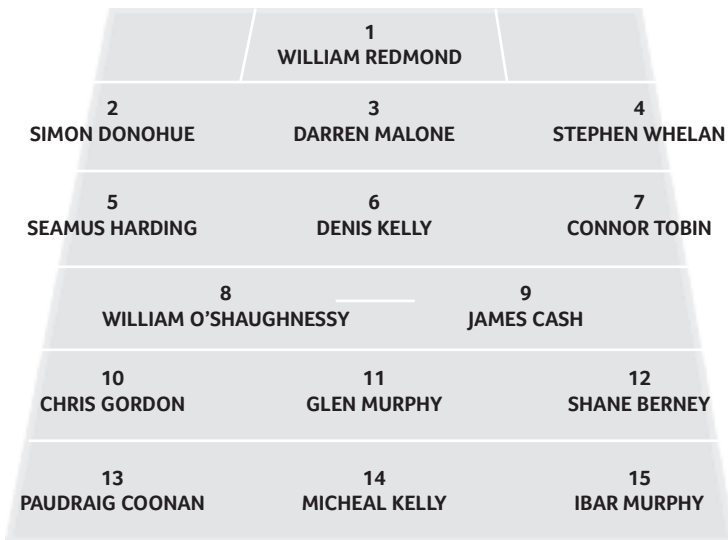 1
WILLIAM REDMOND
2 3 4
SIMON DONOHUE DARREN MALONE STEPHEN WHELAN
5 6 7
SEAMUS HARDING DENIS KELLY CONNOR TOBIN
8 9
WILLIAM O'SHAUGHNESSY JAMES CASH
10 11 12
CHRIS GORDON GLEN MURPHY SHANE BERNEY
13 14 15
PAUDRAIG COONAN MICHEAL KELLY IBAR MURPHY